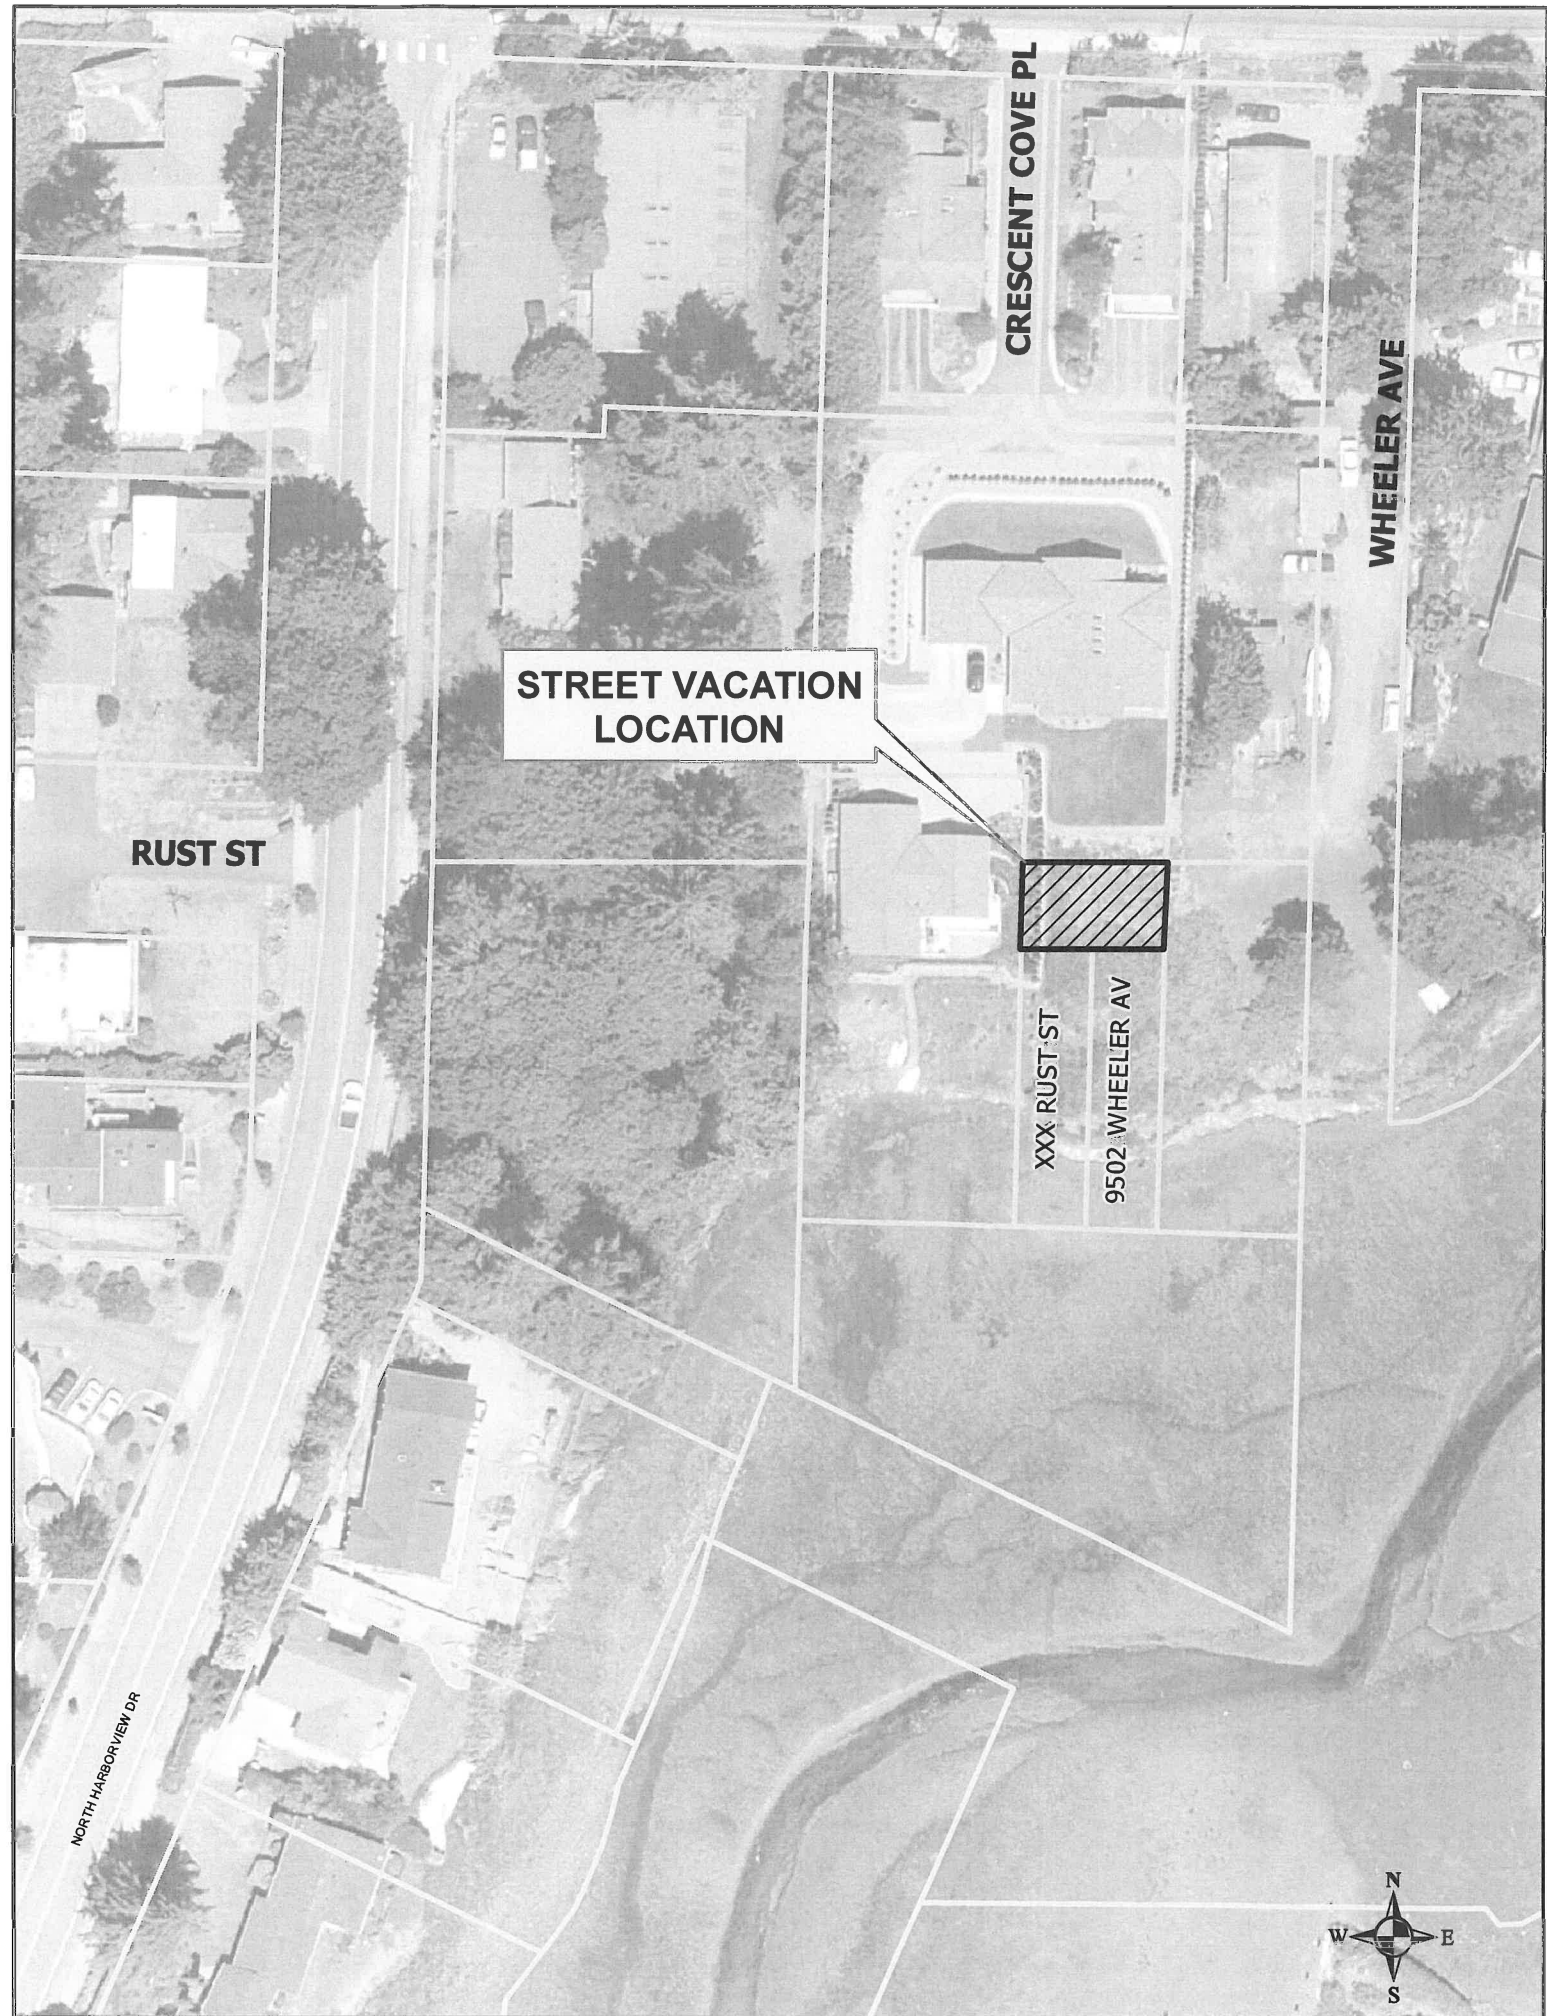 CRESCENT COVE PL
WHEELER AVE
STREET VACATION
LOCATION
RUST ST
XXX RUST ST
9502 WHEELER AV
NORTH HARBORVIEW DR
N
W
E
S